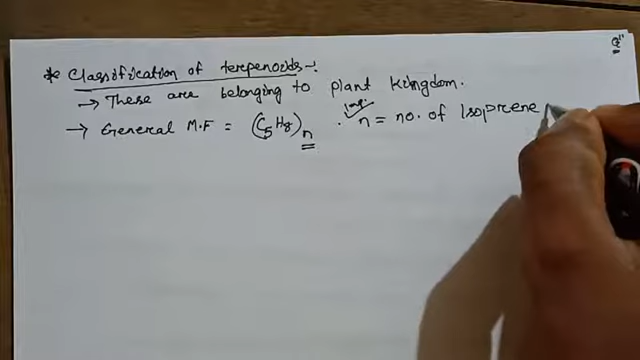 * Classification of terpenoids :-
→ These are belonging to plant Kingdom.
→ General M.F = (C5H8)n . n = no. of Isoprene